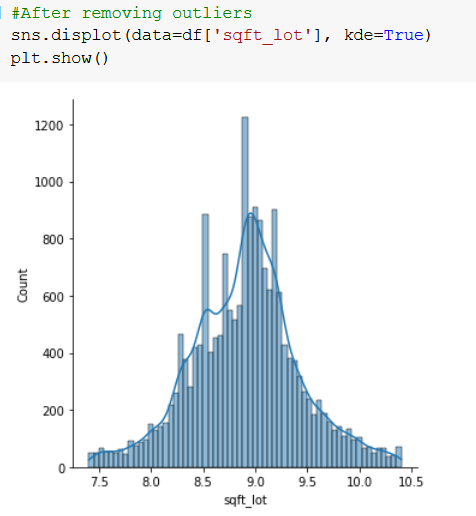 #After removing outliers
sns.displot(data=df['sqft_lot'], kde=True)
plt.show()
1200
1000
800
600
400
200
0
Count
7.5 8.0 8.5 9.0 9.5 10.0 10.5
sqft_lot